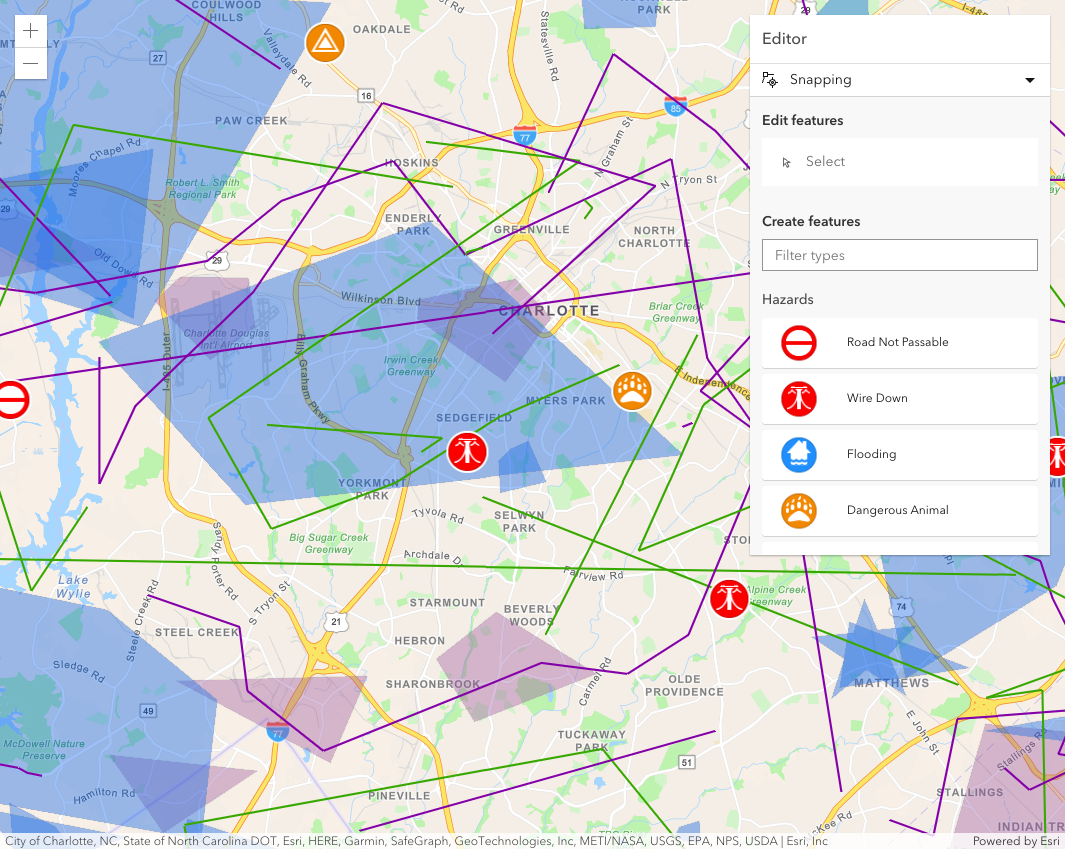 COULWOOD
HILLS
OAKDALE
27
Valleydale Rd
16
Statesville Rd
85
77
29
PAW CREEK
Moores Chapel Rd
HOSKINS
N Graham St
N Tryon St
Robert L. Smith
Regional Park
29
ENDERLY
PARK
GREENVILLE
NORTH
CHARLOTTE
Old Dowd Rd
29
Wilkinson Blvd
CHARLOTTE
Briar Creek
Greenway
Charlotte Douglas
Int'l Airport
I-485 Outer
Billy Graham Pkwy
Irwin Creek
Greenway
E Independence
MYERS PARK
SEDGEFIELD
YORKMONT
PARK
Tyvola Rd
SELWYN
PARK
Big Sugar Creek
Greenway
Archdale Dr
Fairview Rd
Lake
Wylie
Sandy Porter Rd
S Tryon St
Steele Creek Rd
STARMOUNT
BEVERLY
WOODS
Alpine Creek
Greenway
74
21
STEEL CREEK
HEBRON
Sledge Rd
SHARONBROOK
Carmel Rd
OLDE
PROVIDENCE
MATTHEWS
49
77
E John St
McDowell Nature
Preserve
TUCKAWAY
PARK
51
Stallings Rd
Hamilton Rd
PINEVILLE
STALLINGS
INDIAN TR
Editor
Snapping
Edit features
Select
Create features
Filter types
Hazards
Road Not Passable
Wire Down
Flooding
Dangerous Animal
City of Charlotte, NC, State of North Carolina DOT, Esri, HERE, Garmin, SafeGraph, GeoTechnologies, Inc, METI/NASA, USGS, EPA, NPS, USDA | Esri, Inc
Powered by Esri